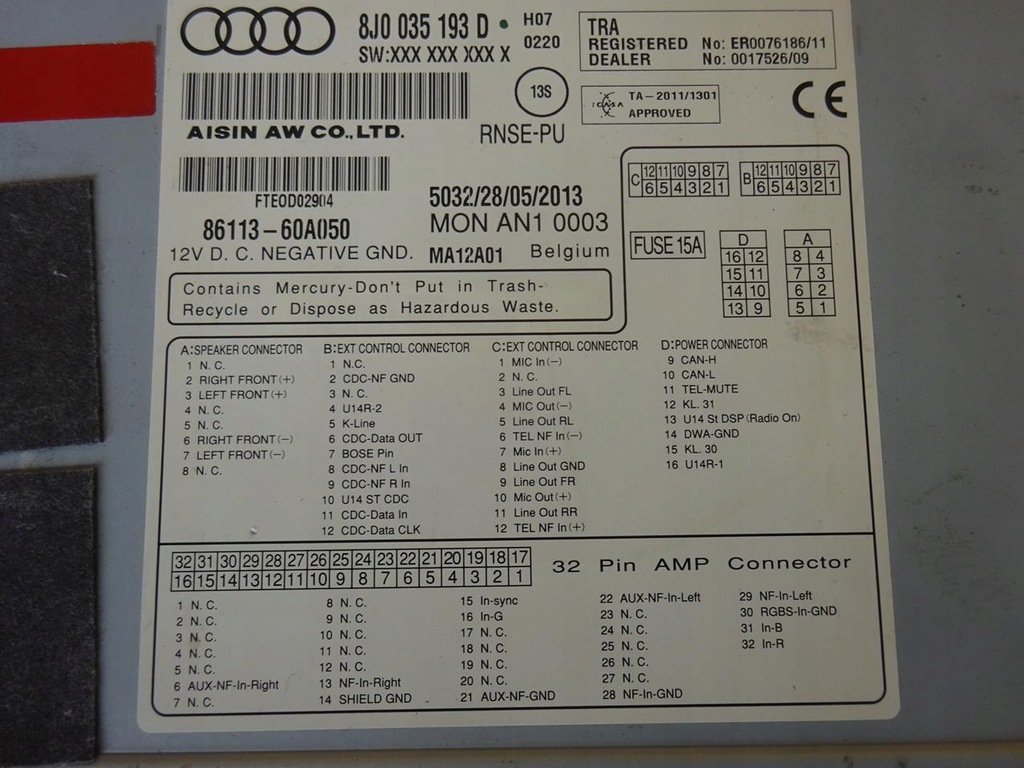 8J0 035 193 D • H07
0220
SW:XXX XXX XXX X
TRA
REGISTERED No: ER0076186/11
DEALER No: 0017526/09
13S
ICASA TA-2011/1301
APPROVED
CE
AISIN AW CO.,LTD.
RNSE-PU
FTEOD02904
5032/28/05/2013
86113-60A050
MON AN1 0003
12V D. C. NEGATIVE GND.
MA12A01 Belgium
Contains Mercury-Don't Put in Trash-
Recycle or Dispose as Hazardous Waste.
C 12 11 10 9 8 7
6 5 4 3 2 1
B 12 11 10 9 8 7
6 5 4 3 2 1
FUSE 15A
D
16 12
15 11
14 10
13 9
A
8 4
7 3
6 2
5 1
A:SPEAKER CONNECTOR
1 N. C.
2 RIGHT FRONT(+)
3 LEFT FRONT(+)
4 N. C.
5 N. C.
6 RIGHT FRONT(-)
7 LEFT FRONT(-)
8 N. C.
B:EXT CONTROL CONNECTOR
1 N.C.
2 CDC-NF GND
3 N. C.
4 U14R-2
5 K-Line
6 CDC-Data OUT
7 BOSE Pin
8 CDC-NF L In
9 CDC-NF R In
10 U14 ST CDC
11 CDC-Data In
12 CDC-Data CLK
C:EXT CONTROL CONNECTOR
1 MIC In(-)
2 N. C.
3 Line Out FL
4 MIC Out(-)
5 Line Out RL
6 TEL NF In(-)
7 Mic In(+)
8 Line Out GND
9 Line Out FR
10 Mic Out(+)
11 Line Out RR
12 TEL NF In(+)
D:POWER CONNECTOR
9 CAN-H
10 CAN-L
11 TEL-MUTE
12 KL. 31
13 U14 St DSP(Radio On)
14 DWA-GND
15 KL. 30
16 U14R-1
32 31 30 29 28 27 26 25 24 23 22 21 20 19 18 17
16 15 14 13 12 11 10 9 8 7 6 5 4 3 2 1
32 Pin AMP Connector
1 N. C.
2 N. C.
3 N. C.
4 N. C.
5 N. C.
6 AUX-NF-In-Right
7 N. C.
8 N. C.
9 N. C.
10 N. C.
11 N. C.
12 N. C.
13 NF-In-Right
14 SHIELD GND
15 In-sync
16 In-G
17 N. C.
18 N. C.
19 N. C.
20 N. C.
21 AUX-NF-GND
22 AUX-NF-In-Left
23 N. C.
24 N. C.
25 N. C.
26 N. C.
27 N. C.
28 NF-In-GND
29 NF-In-Left
30 RGBS-In-GND
31 In-B
32 In-R